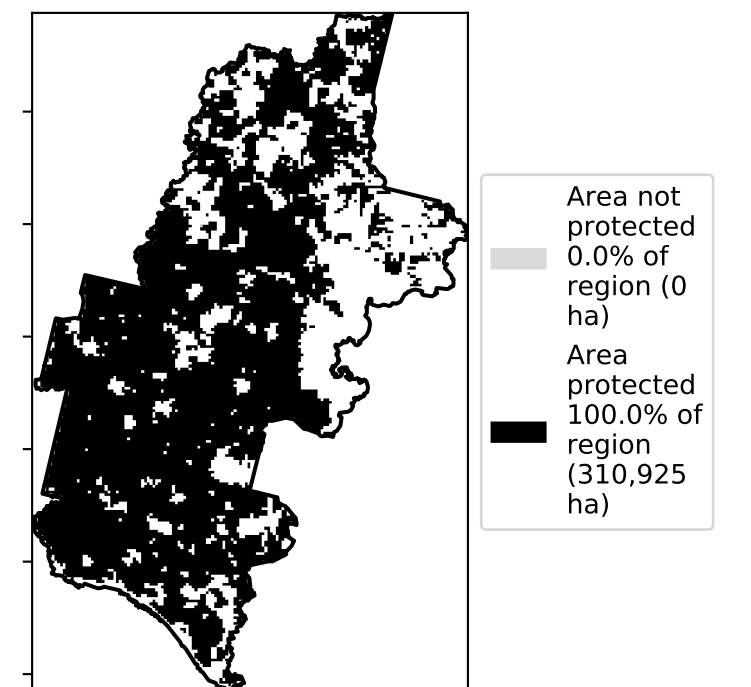 Area not
protected
0.0% of
region (0
ha)
Area
protected
100.0% of
region
(310,925
ha)